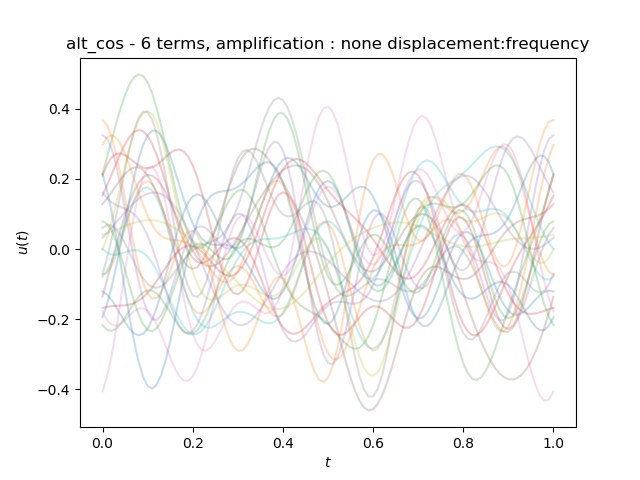 alt_cos - 6 terms, amplification : none displacement:frequency
u(t)
0.4
0.2
0.0
−0.2
−0.4
0.0 0.2 0.4 0.6 0.8 1.0
t